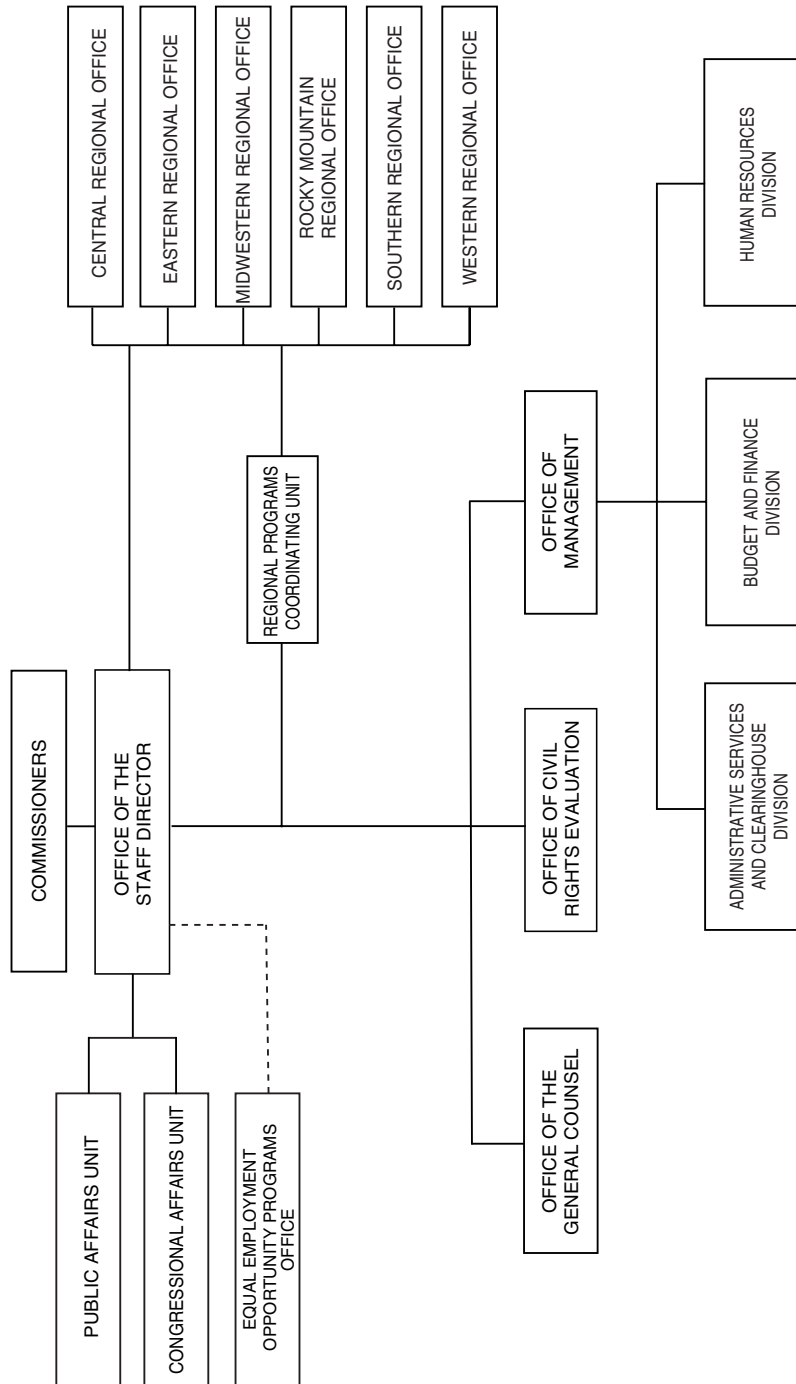 COMMISSIONERS
OFFICE OF THE
STAFF DIRECTOR
PUBLIC AFFAIRS UNIT
CONGRESSIONAL AFFAIRS UNIT
EQUAL EMPLOYMENT
OPPORTUNITY PROGRAMS
OFFICE
CENTRAL REGIONAL OFFICE
EASTERN REGIONAL OFFICE
MIDWESTERN REGIONAL OFFICE
ROCKY MOUNTAIN
REGIONAL OFFICE
SOUTHERN REGIONAL OFFICE
WESTERN REGIONAL OFFICE
REGIONAL PROGRAMS
COORDINATING UNIT
OFFICE OF THE
GENERAL COUNSEL
OFFICE OF CIVIL
RIGHTS EVALUATION
OFFICE OF
MANAGEMENT
ADMINISTRATIVE SERVICES
AND CLEARINGHOUSE
DIVISION
BUDGET AND FINANCE
DIVISION
HUMAN RESOURCES
DIVISION